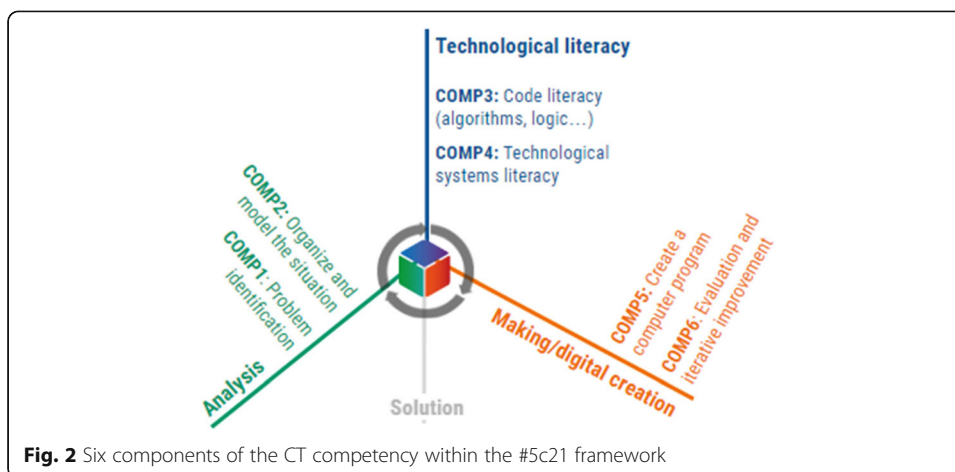 Technological literacy
COMP3: Code literacy
(algorithms, logic...)
COMP4: Technological
systems literacy
COMP2: Organize and
model the situation
COMP1: Problem
identification
Analysis
COMP5: Create a
computer program
COMP6: Evaluation and
iterative improvement
Making/digital creation
Solution
Fig. 2 Six components of the CT competency within the #5c21 framework